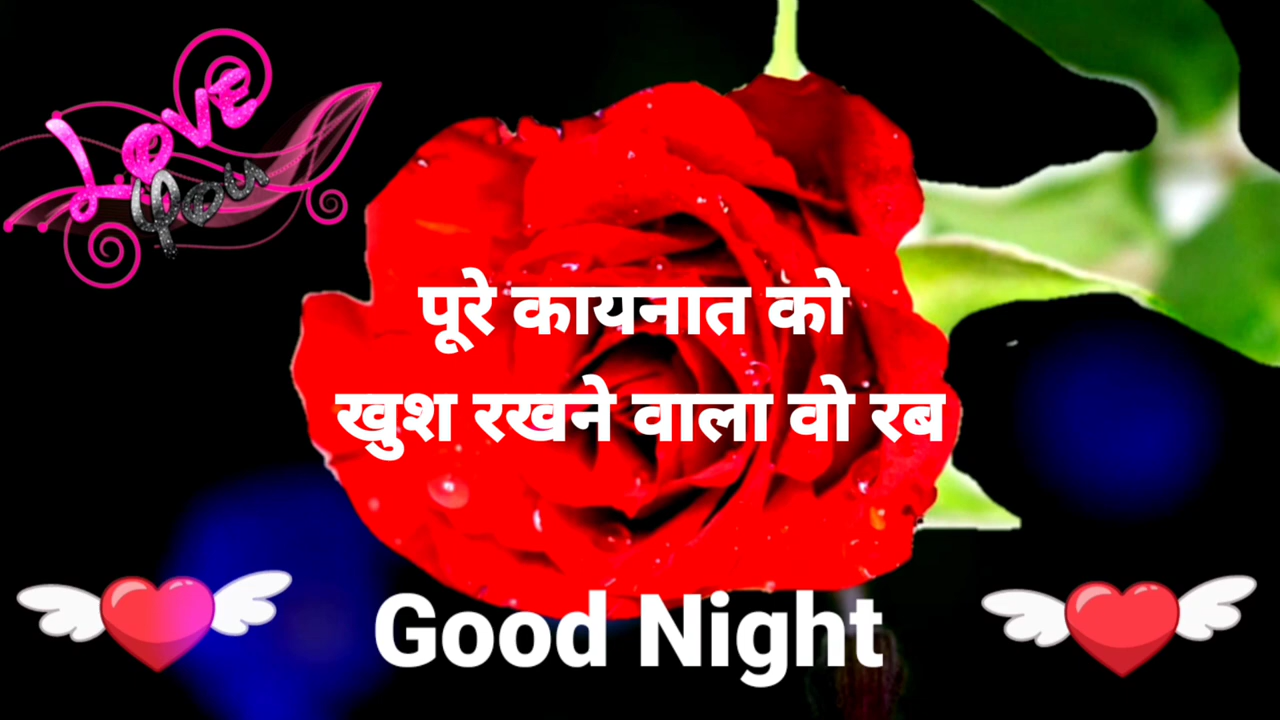 Love
You
पूरे कायनात को
खुश रखने वाला वो रब
Good Night